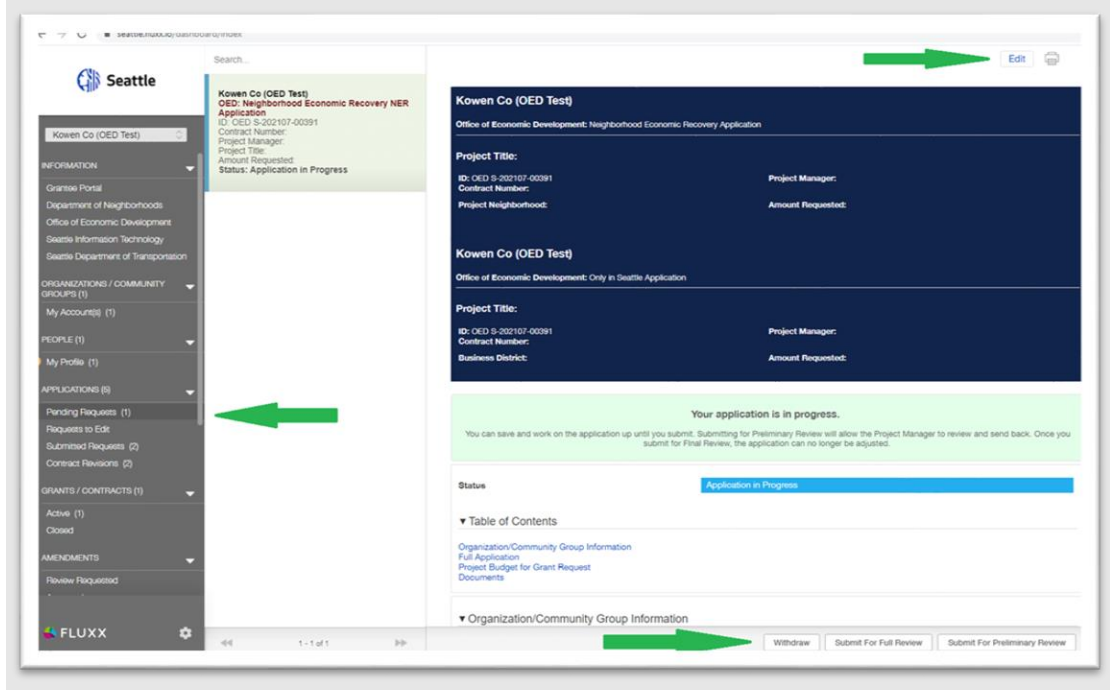 seattle.fluxx.io/dashboard/index
Seattle
Kowen Co (OED Test)
INFORMATION
Grantee Portal
Department of Neighborhoods
Office of Economic Development
Seattle Information Technology
Seattle Department of Transportation
ORGANIZATIONS / COMMUNITY
GROUPS (1)
My Account(s) (1)
PEOPLE (1)
My Profile (1)
APPLICATIONS (5)
Pending Requests (1)
Requests to Edit
Submitted Requests (2)
Contract Revisions (2)
GRANTS / CONTRACTS (1)
Active (1)
Closed
AMENDMENTS
Review Requested
FLUXX
Search...
Kowen Co (OED Test)
OED: Neighborhood Economic Recovery NER
Application
ID: OED S-202107-00391
Contract Number:
Project Manager:
Project Title:
Amount Requested:
Status: Application in Progress
1 - 1 of 1
Edit
Kowen Co (OED Test)
Office of Economic Development: Neighborhood Economic Recovery Application
Project Title:
ID: OED S-202107-00391 Project Manager:
Contract Number:
Project Neighborhood: Amount Requested:
Kowen Co (OED Test)
Office of Economic Development: Only in Seattle Application
Project Title:
ID: OED S-202107-00391 Project Manager:
Contract Number:
Business District: Amount Requested:
Your application is in progress.
You can save and work on the application up until you submit. Submitting for Preliminary Review will allow the Project Manager to review and send back. Once you
submit for Final Review, the application can no longer be adjusted.
Status Application in Progress
▼ Table of Contents
Organization/Community Group Information
Full Application
Project Budget for Grant Request
Documents
▼ Organization/Community Group Information
Withdraw Submit For Full Review Submit For Preliminary Review